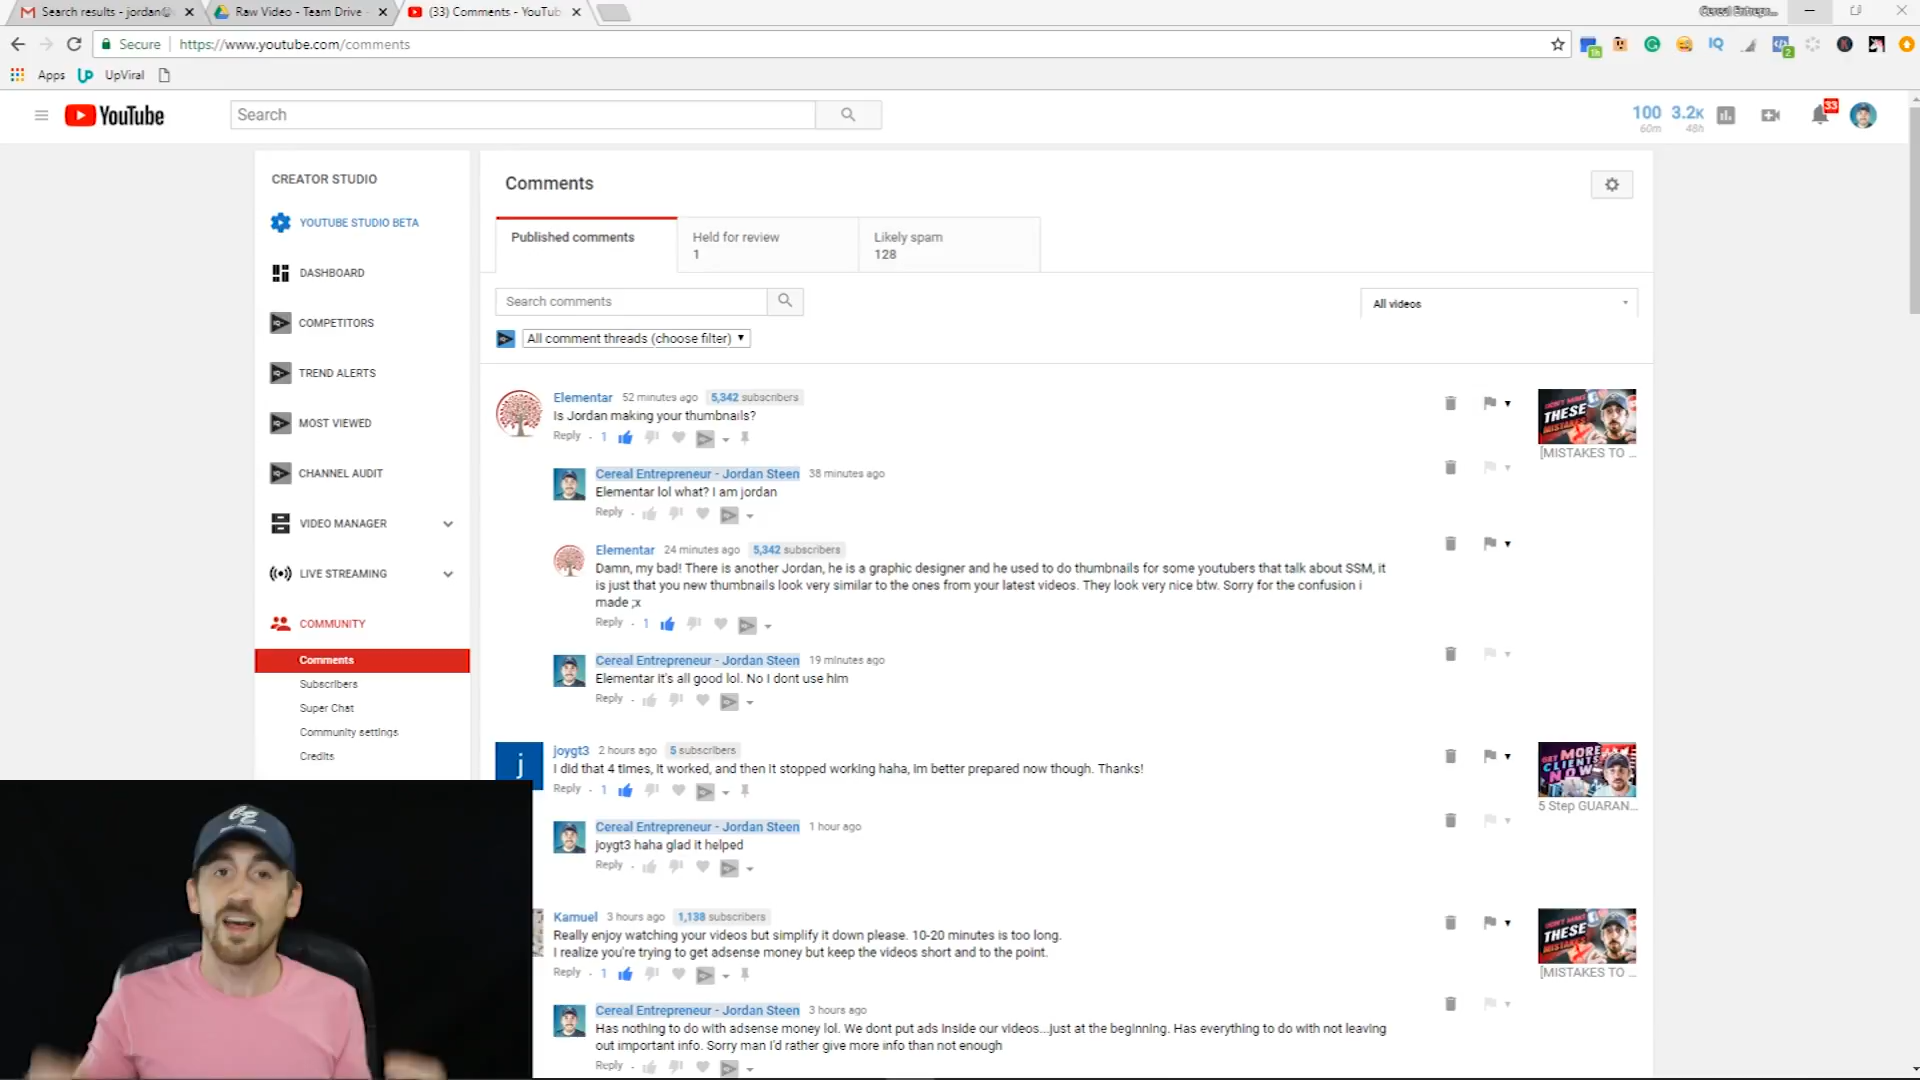 Search results - jordan@
Raw Video - Team Drive
(33) Comments - YouTub
Secure
https://www.youtube.com/comments
IQ
1h
2
Apps
UpViral
YouTube
Search
100
60m
3.2K
48h
33
CREATOR STUDIO
YOUTUBE STUDIO BETA
DASHBOARD
COMPETITORS
TREND ALERTS
MOST VIEWED
CHANNEL AUDIT
VIDEO MANAGER
LIVE STREAMING
COMMUNITY
Comments
Subscribers
Super Chat
Community settings
Credits
Comments
Published comments
Held for review
1
Likely spam
128
Search comments
All videos
All comment threads (choose filter)
Elementar 52 minutes ago 5,342 subscribers
Is Jordan making your thumbnails?
Reply - 1
THESE
[MISTAKES TO ...
Cereal Entrepreneur - Jordan Steen 38 minutes ago
Elementar lol what? I am jordan
Reply -
Elementar 24 minutes ago 5,342 subscribers
Damn, my bad! There is another Jordan, he is a graphic designer and he used to do thumbnails for some youtubers that talk about SSM, it
is just that you new thumbnails look very similar to the ones from your latest videos. They look very nice btw. Sorry for the confusion i
made ;x
Reply - 1
Cereal Entrepreneur - Jordan Steen 19 minutes ago
Elementar it's all good lol. No I dont use him
Reply -
joygt3 2 hours ago 5 subscribers
I did that 4 times, it worked, and then it stopped working haha, im better prepared now though. Thanks!
Reply - 1
GET MORE
CLIENTS
NOW
5 Step GUARAN...
Cereal Entrepreneur - Jordan Steen 1 hour ago
joygt3 haha glad it helped
Reply -
Kamuel 3 hours ago 1,138 subscribers
Really enjoy watching your videos but simplify it down please. 10-20 minutes is too long.
I realize you're trying to get adsense money but keep the videos short and to the point.
Reply - 1
THESE
[MISTAKES TO ...
Cereal Entrepreneur - Jordan Steen 3 hours ago
Has nothing to do with adsense money lol. We dont put ads inside our videos...just at the beginning. Has everything to do with not leaving
out important info. Sorry man I'd rather give more info than not enough
Reply -